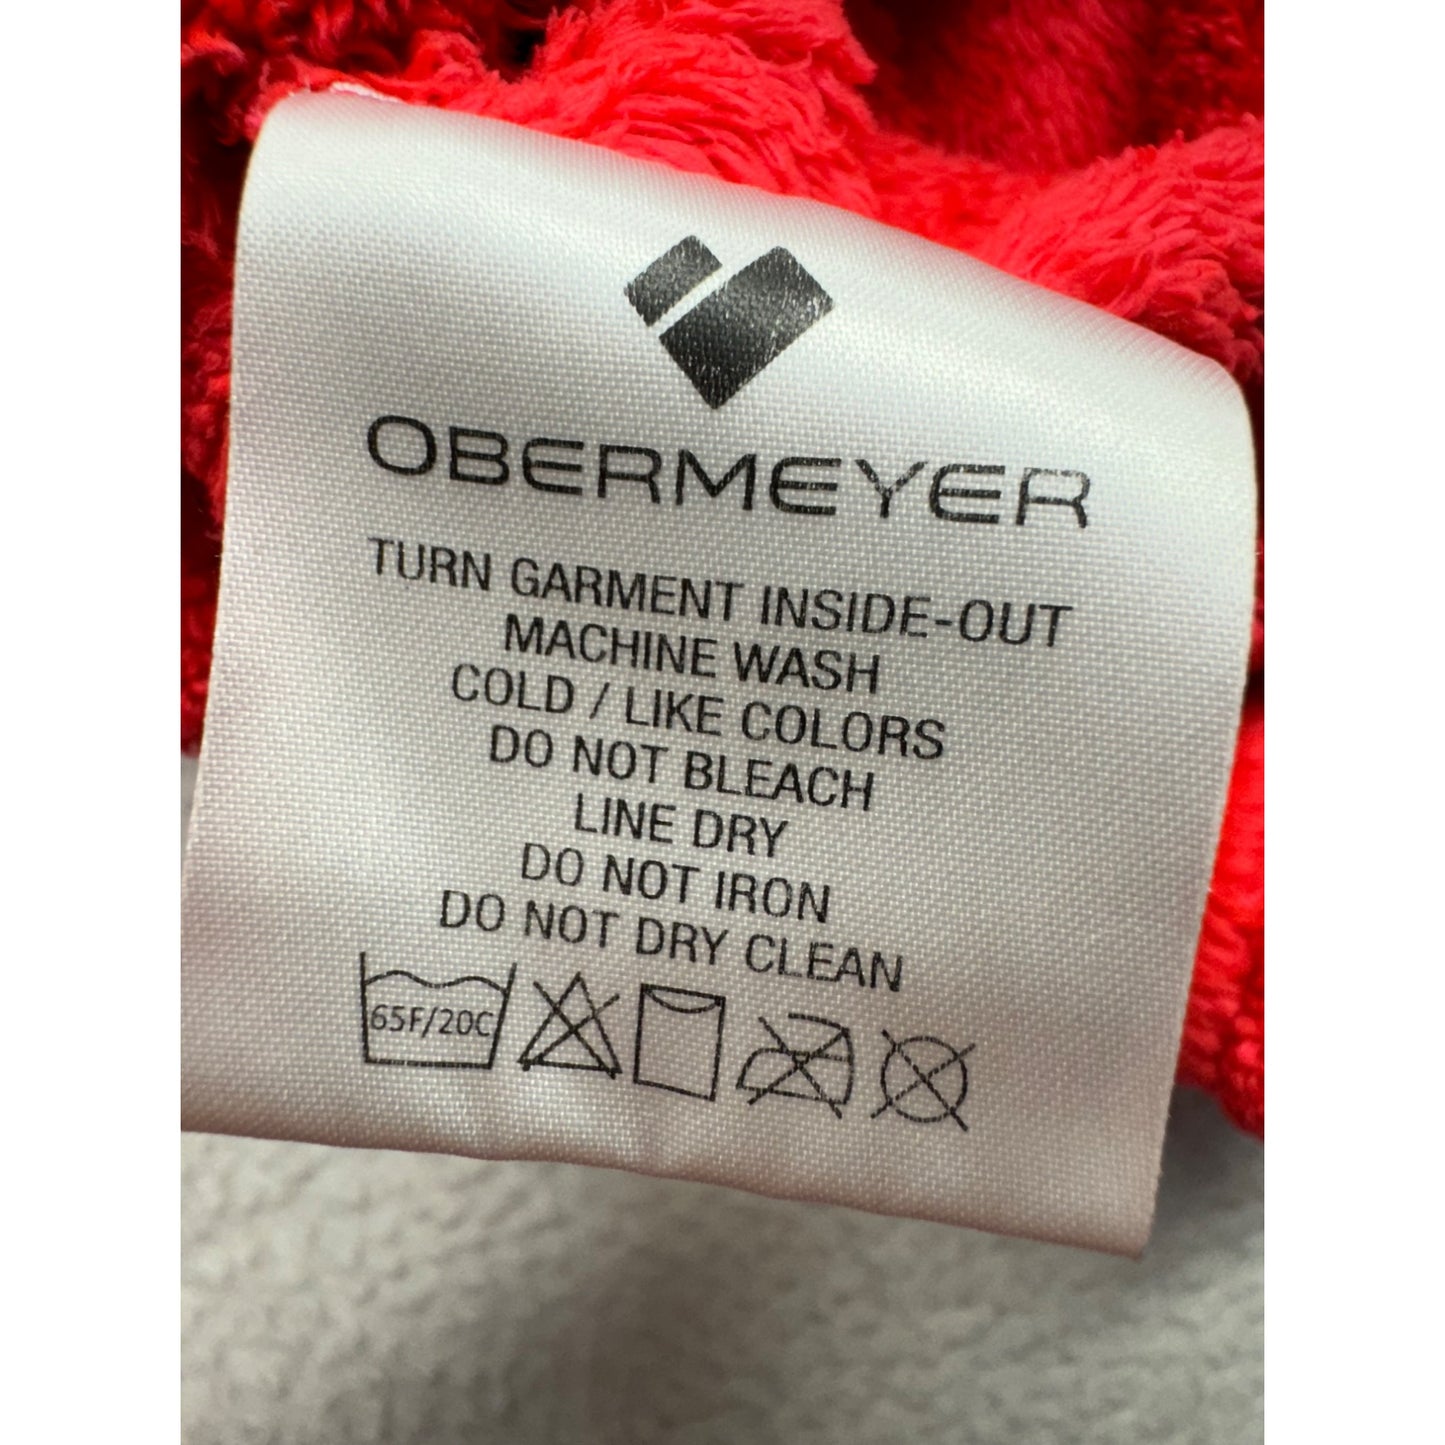 OBERMEYER
TURN GARMENT INSIDE-OUT
MACHINE WASH
COLD / LIKE COLORS
DO NOT BLEACH
LINE DRY
DO NOT IRON
DO NOT DRY CLEAN
65F/20C